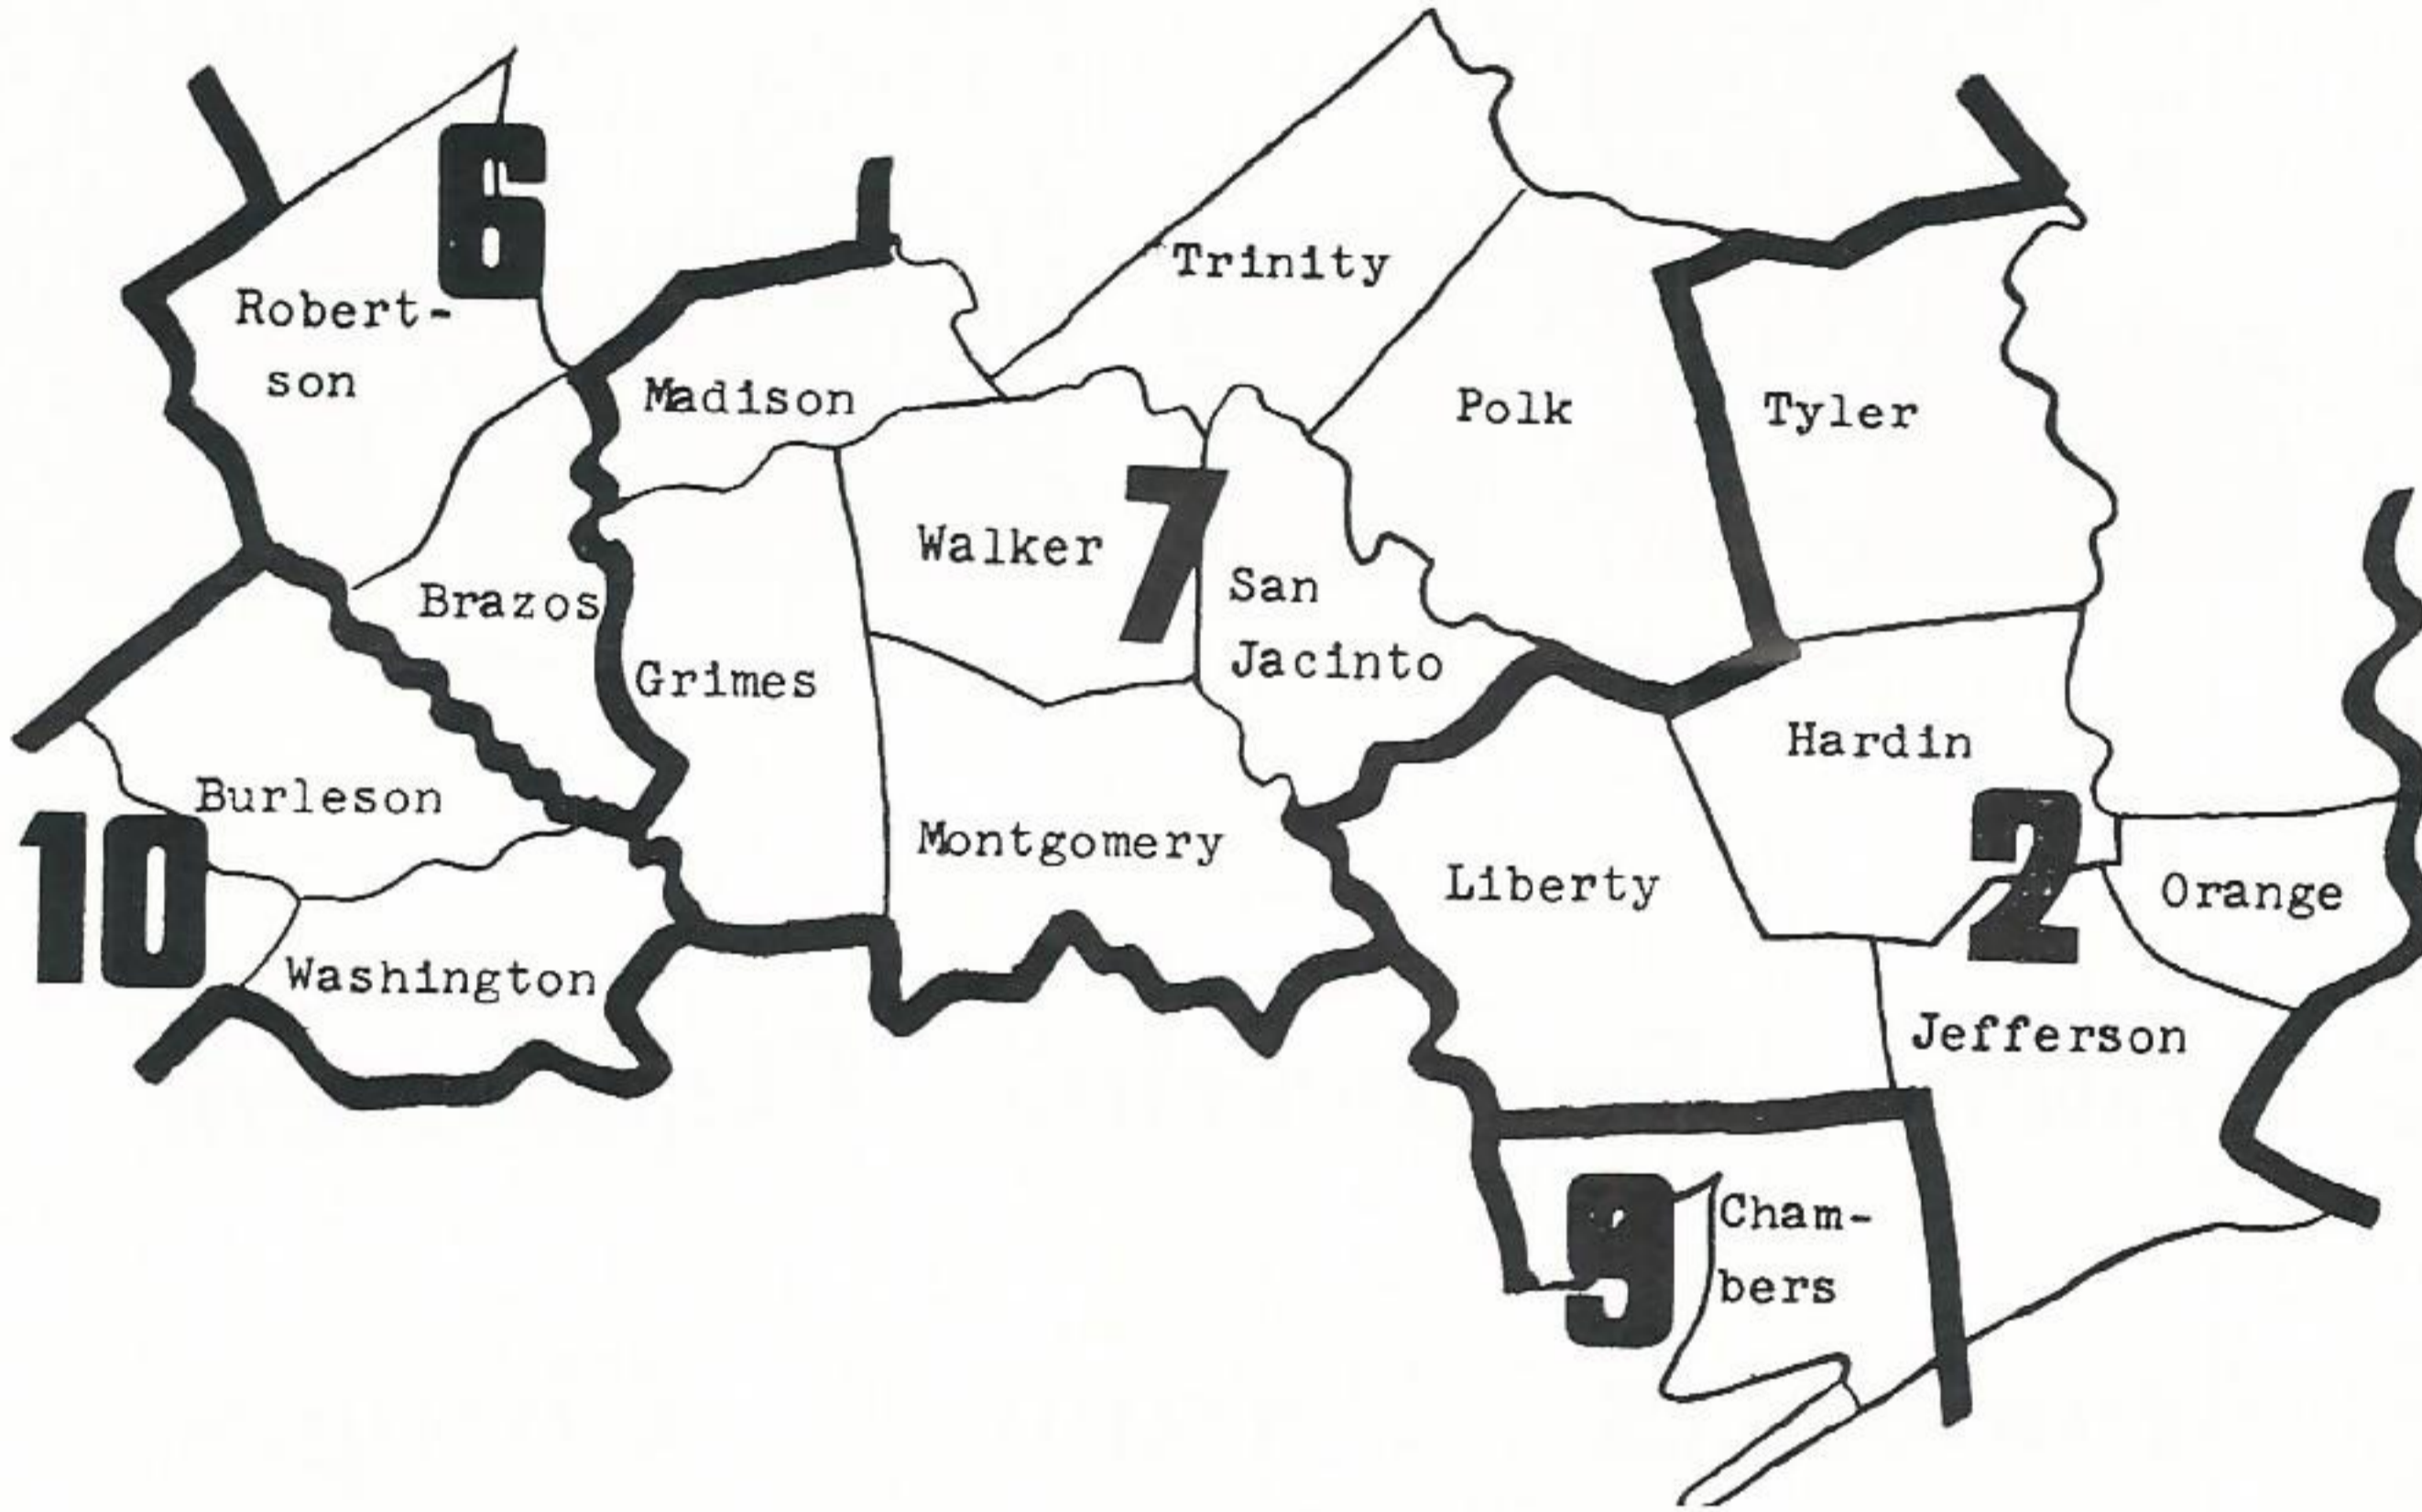 6
Trinity
Robert-
son
Madison
Polk
Tyler
7
Walker
Brazos
San
Jacinto
Grimes
Hardin
Burleson
10
Montgomery
2
Liberty
Orange
Washington
Jefferson
9
Cham-
bers